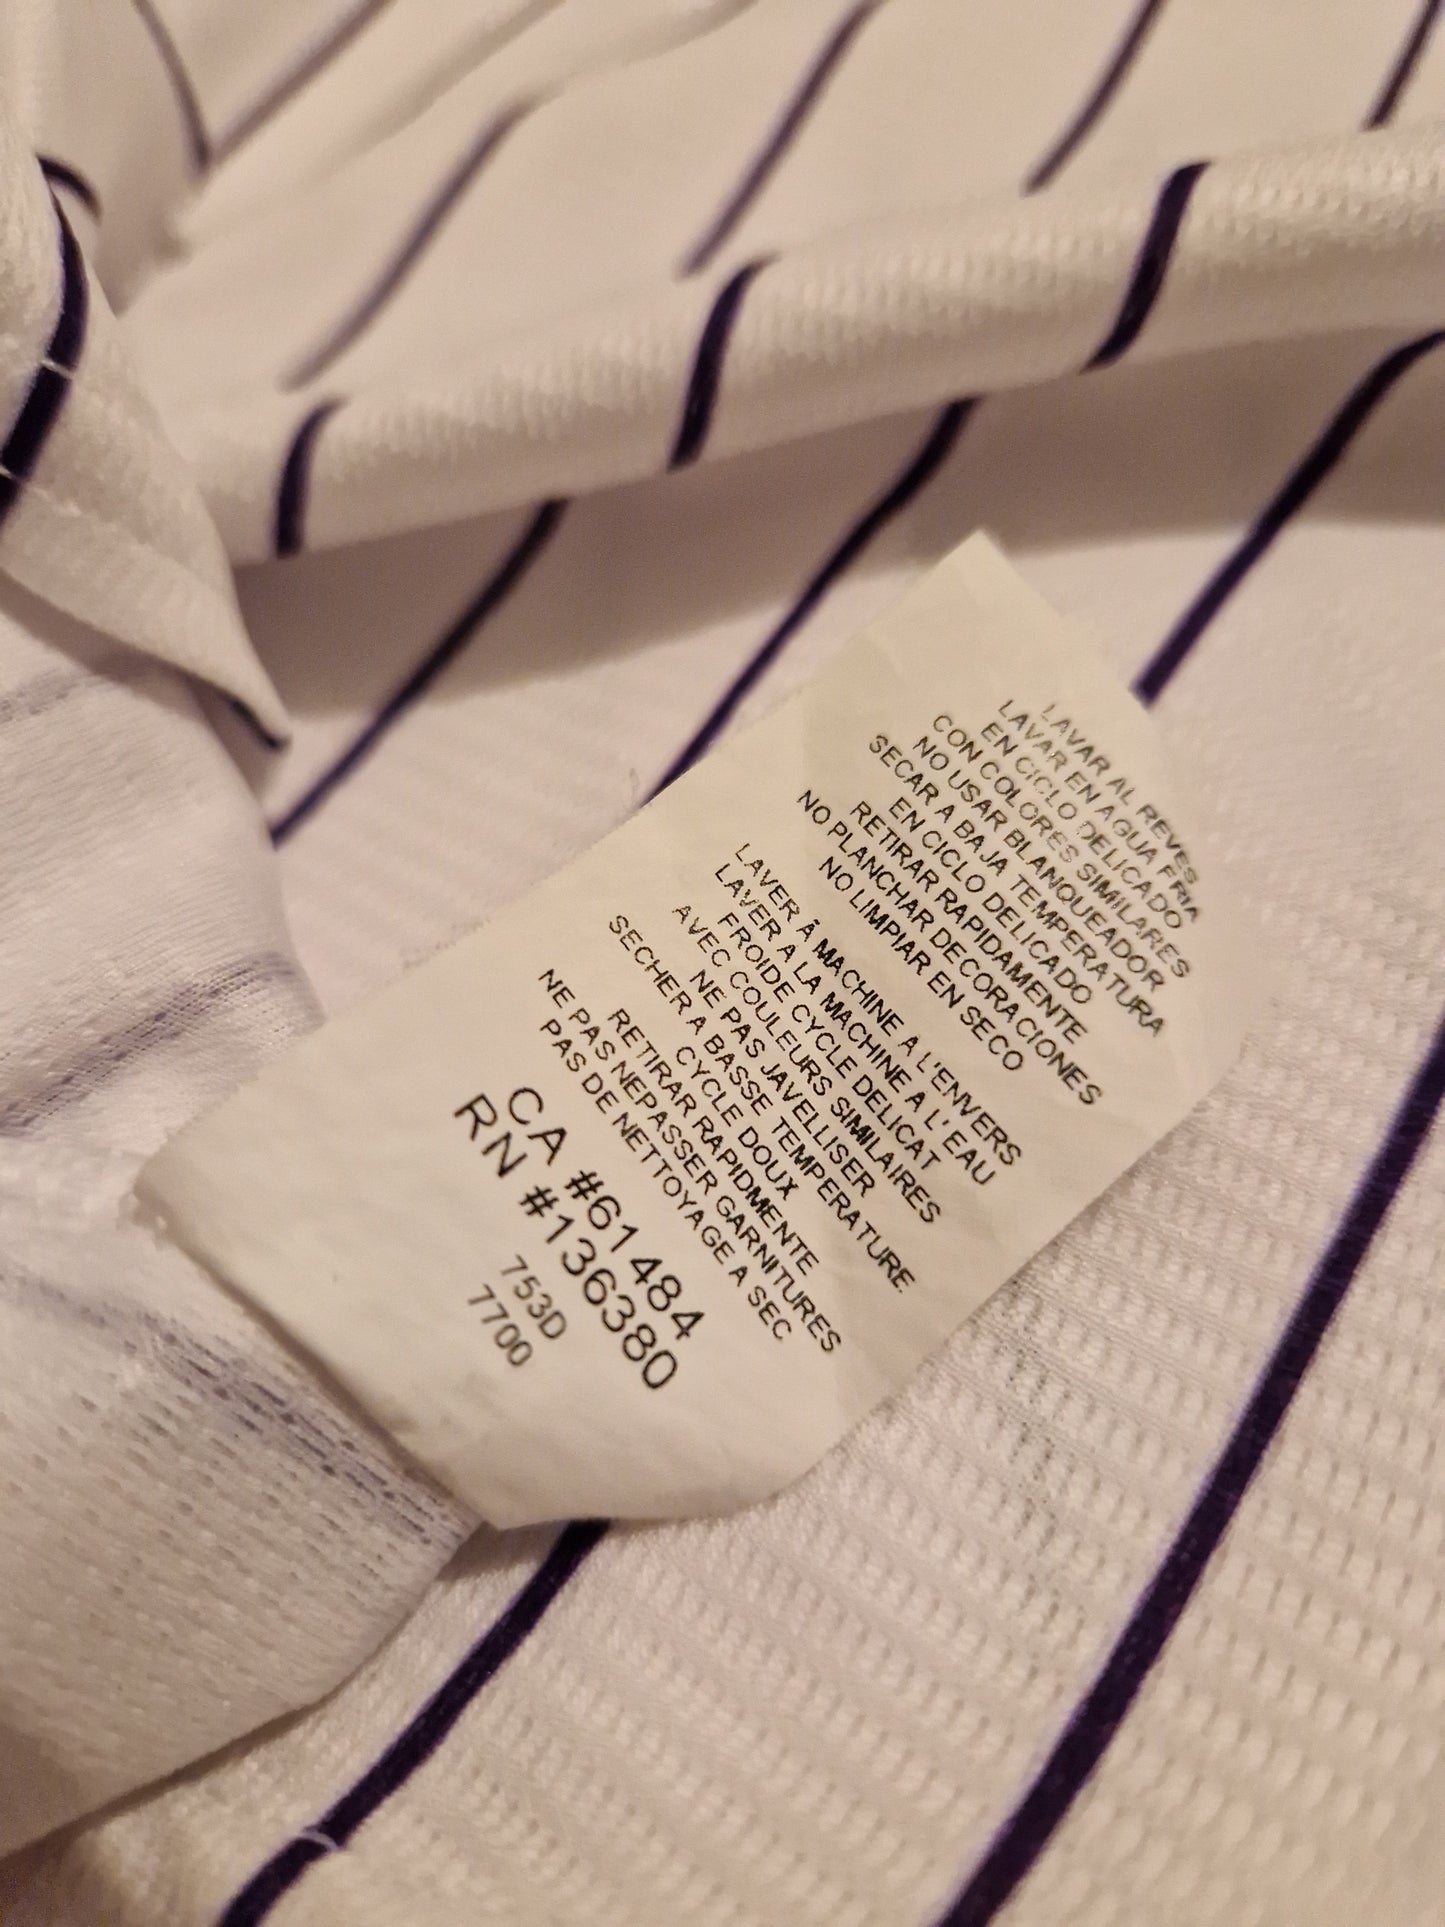 LAVAR AL REVES
LAVAR EN AGUA FRIA
EN CICLO DELICADO
CON COLORES SIMILARES
NO USAR BLANQUEADOR
SECAR A BAJA TEMPERATURA
EN CICLO DELICADO
RETIRAR RAPIDAMENTE
NO PLANCHAR DECORACIONES
NO LIMPIAR EN SECO
LAVER À MACHINE A L'ENVERS
LAVER A LA MACHINE A L' EAU
FROIDE CYCLE DELICAT
AVEC COULEURS SIMILAIRES
NE PAS JAVELLISER
SECHER A BASSE TEMPERATURE.
CYCLE DOUX
RETIRAR RAPIDMENTE
NE PAS NEPASSER GARNITURES
PAS DE NETTOYAGE A SEC
CA #61484
RN #136380
753D
7700